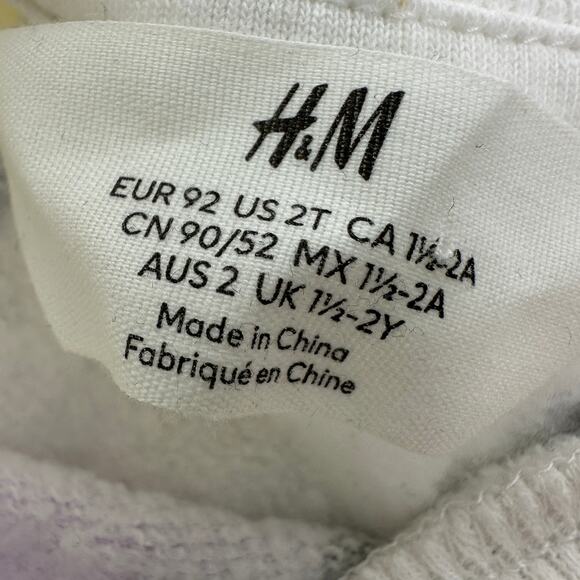 H&M
EUR 92 US 2T CA 1½-2A
CN 90/52 MX 1½-2A
AUS 2 UK 1½-2Y
Made in China
Fabriqué en Chine